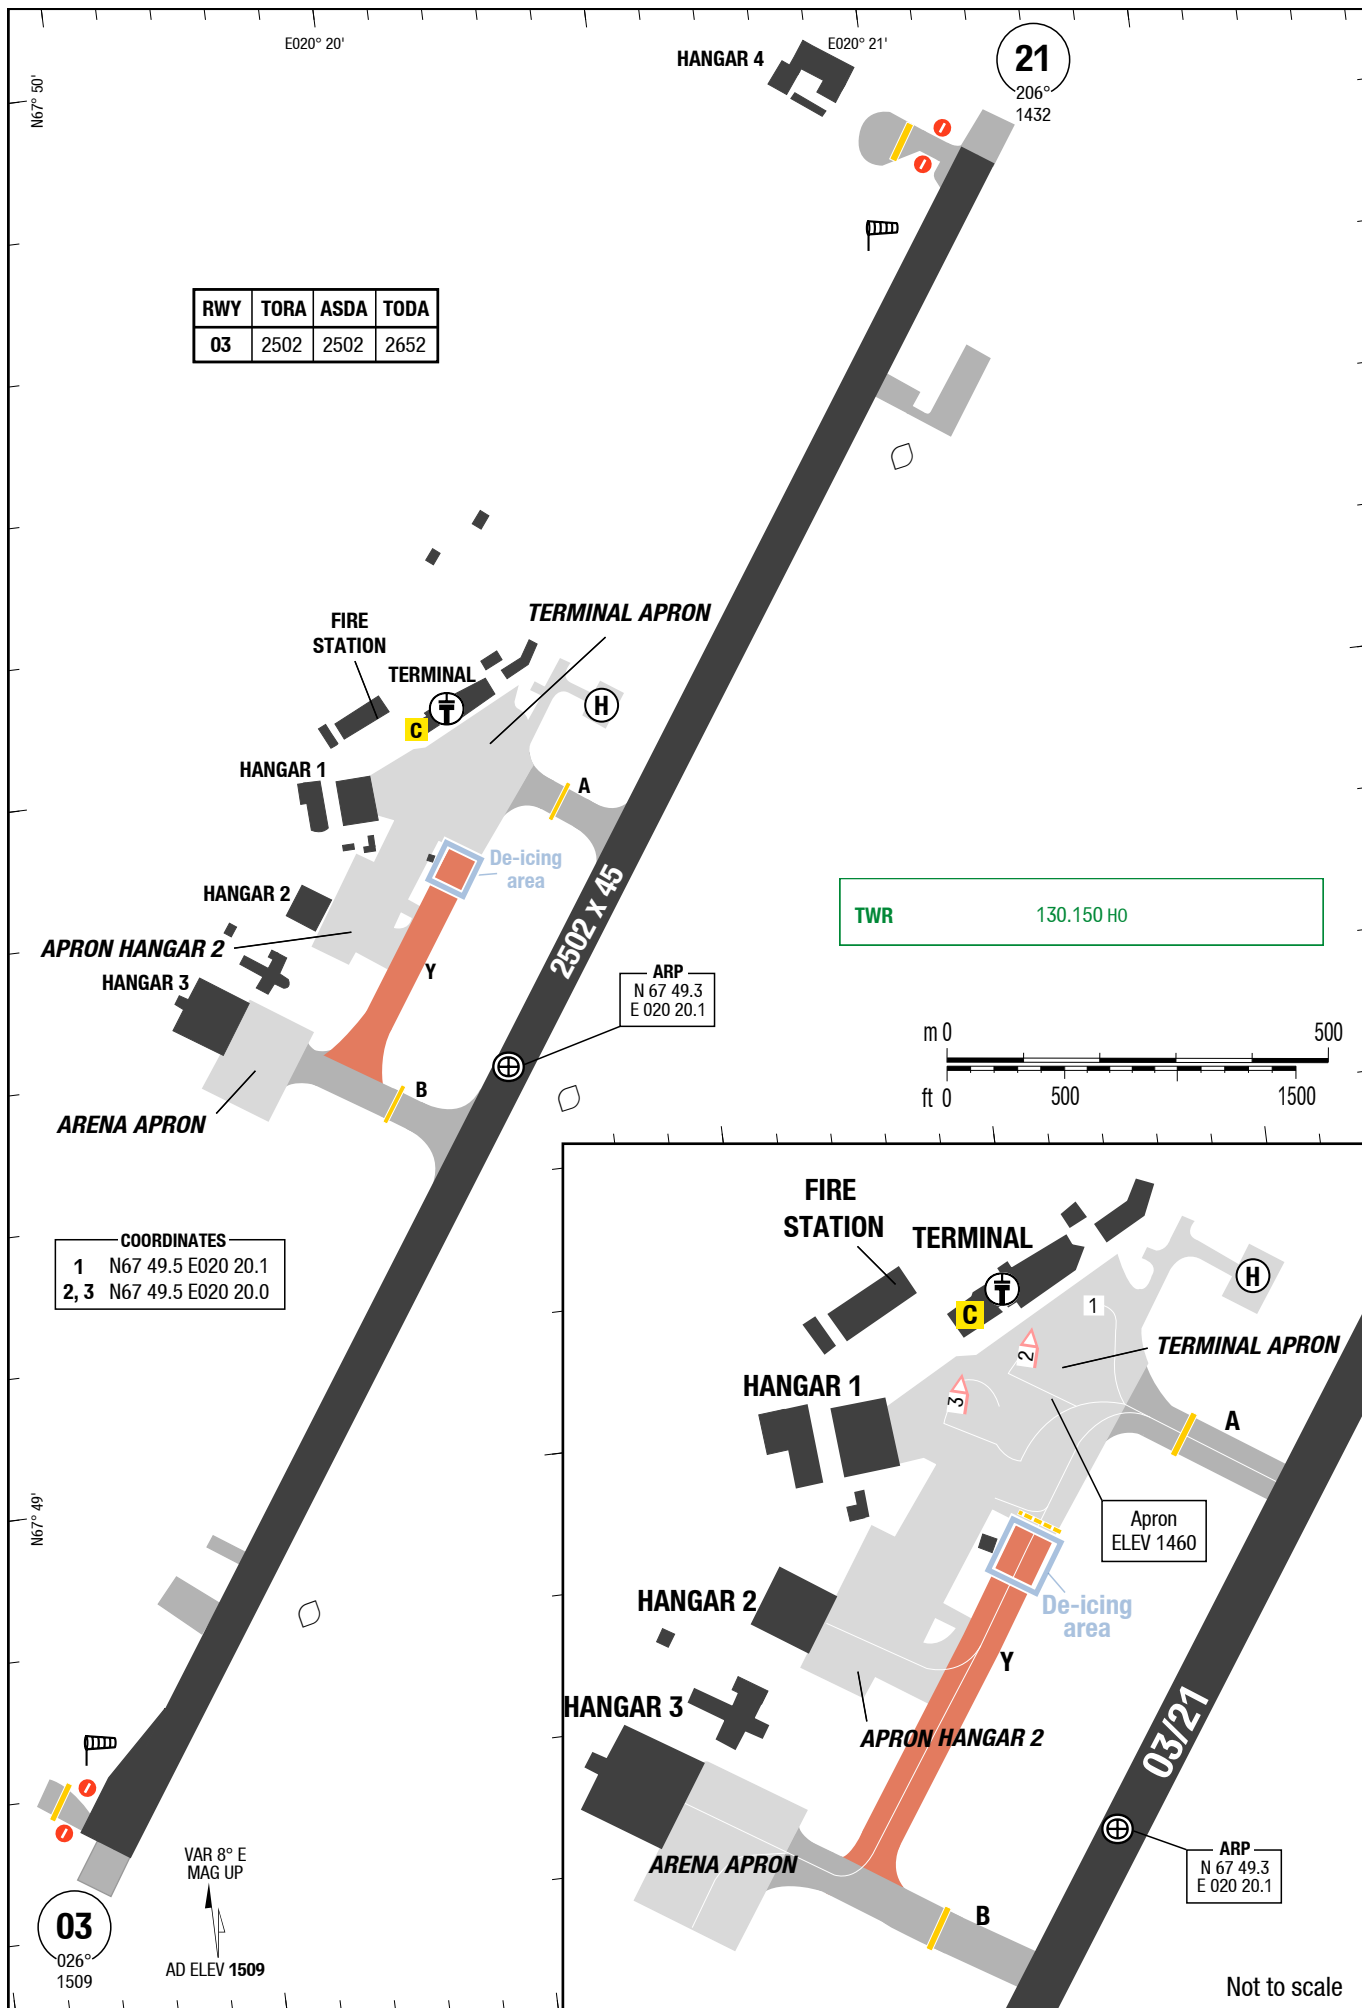 E020° 20'
E020° 21'
HANGAR 4
21
206°
1432
N67° 50'
RWY TORA ASDA TODA
03 2502 2502 2652
FIRE
STATION
TERMINAL APRON
TERMINAL
C
H
HANGAR 1
A
De-icing
area
2502 x 45
HANGAR 2
APRON HANGAR 2
HANGAR 3
Y
TWR 130.150 HO
ARP
N 67 49.3
E 020 20.1
m 0 500
ft 0 500 1500
B
ARENA APRON
COORDINATES
1 N67 49.5 E020 20.1
2, 3 N67 49.5 E020 20.0
N67° 49'
VAR 8° E
MAG UP
AD ELEV 1509
03
026°
1509
FIRE
STATION
TERMINAL
C
H
1
2
3
TERMINAL APRON
HANGAR 1
A
Apron
ELEV 1460
De-icing
area
HANGAR 2
Y
HANGAR 3
APRON HANGAR 2
03/21
ARENA APRON
ARP
N 67 49.3
E 020 20.1
B
Not to scale